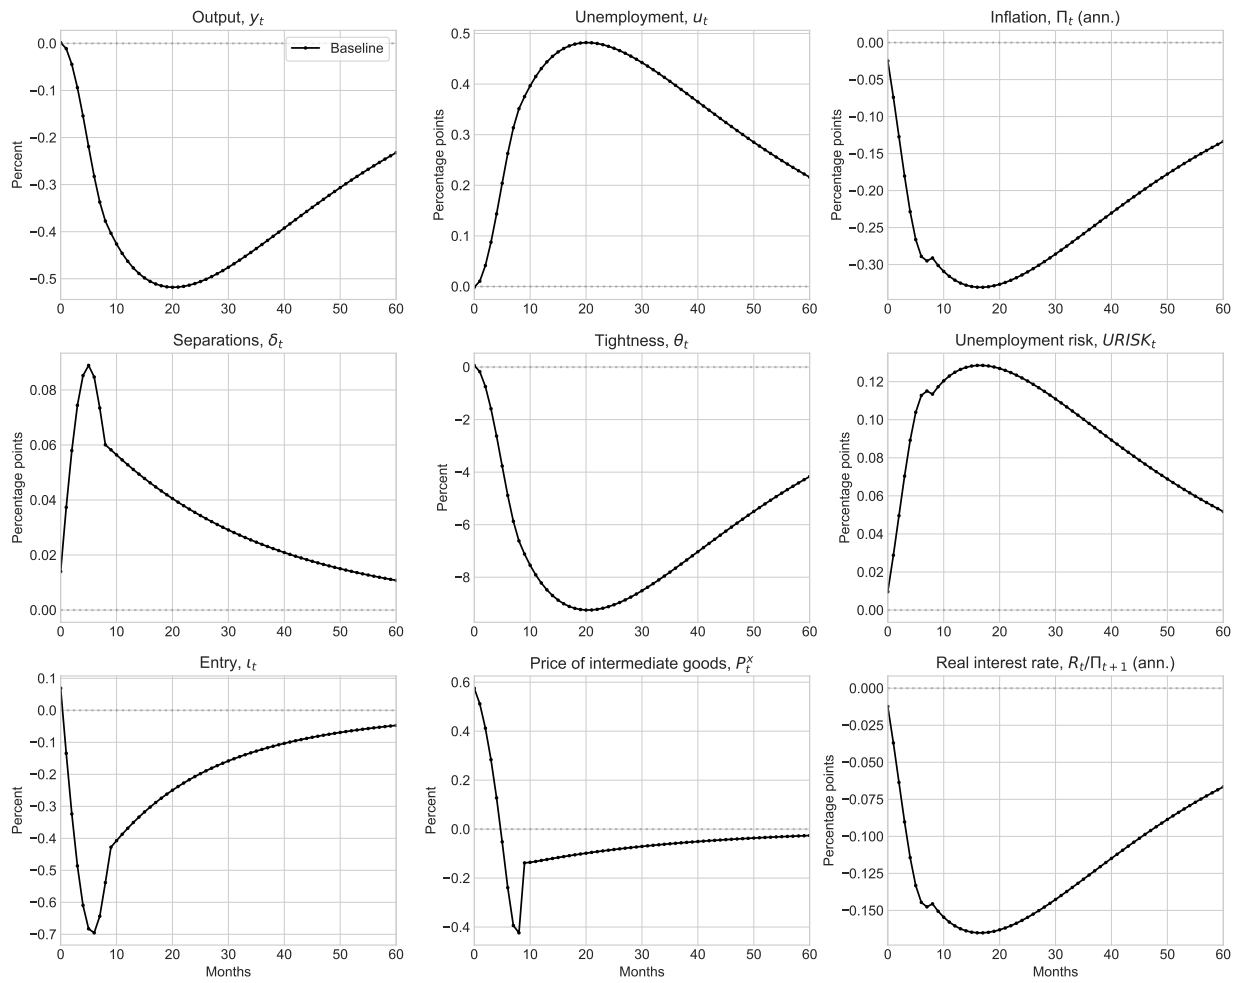 Output, yₜ
Baseline
Percent
0.0
−0.1
−0.2
−0.3
−0.4
−0.5
0 10 20 30 40 50 60
Unemployment, uₜ
Percentage points
0.5
0.4
0.3
0.2
0.1
0.0
0 10 20 30 40 50 60
Inflation, Πₜ (ann.)
Percentage points
0.00
−0.05
−0.10
−0.15
−0.20
−0.25
−0.30
0 10 20 30 40 50 60
Separations, δₜ
Percentage points
0.08
0.06
0.04
0.02
0.00
0 10 20 30 40 50 60
Tightness, θₜ
Percent
0
−2
−4
−6
−8
0 10 20 30 40 50 60
Unemployment risk, URISKₜ
Percentage points
0.12
0.10
0.08
0.06
0.04
0.02
0.00
0 10 20 30 40 50 60
Entry, ιₜ
Percent
0.1
0.0
−0.1
−0.2
−0.3
−0.4
−0.5
−0.6
−0.7
0 10 20 30 40 50 60
Months
Price of intermediate goods, Pₜˣ
Percent
0.6
0.4
0.2
0.0
−0.2
−0.4
0 10 20 30 40 50 60
Months
Real interest rate, Rₜ/Πₜ₊₁ (ann.)
Percentage points
0.000
−0.025
−0.050
−0.075
−0.100
−0.125
−0.150
0 10 20 30 40 50 60
Months